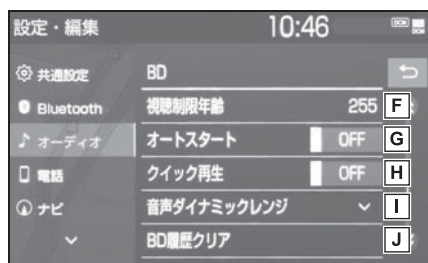 設定・編集 10:46 DCM
共通設定
Bluetooth
オーディオ
電話
ナビ
BD
視聴制限年齢 255 F
オートスタート OFF G
クイック再生 OFF H
音声ダイナミックレンジ I
BD履歴クリア J